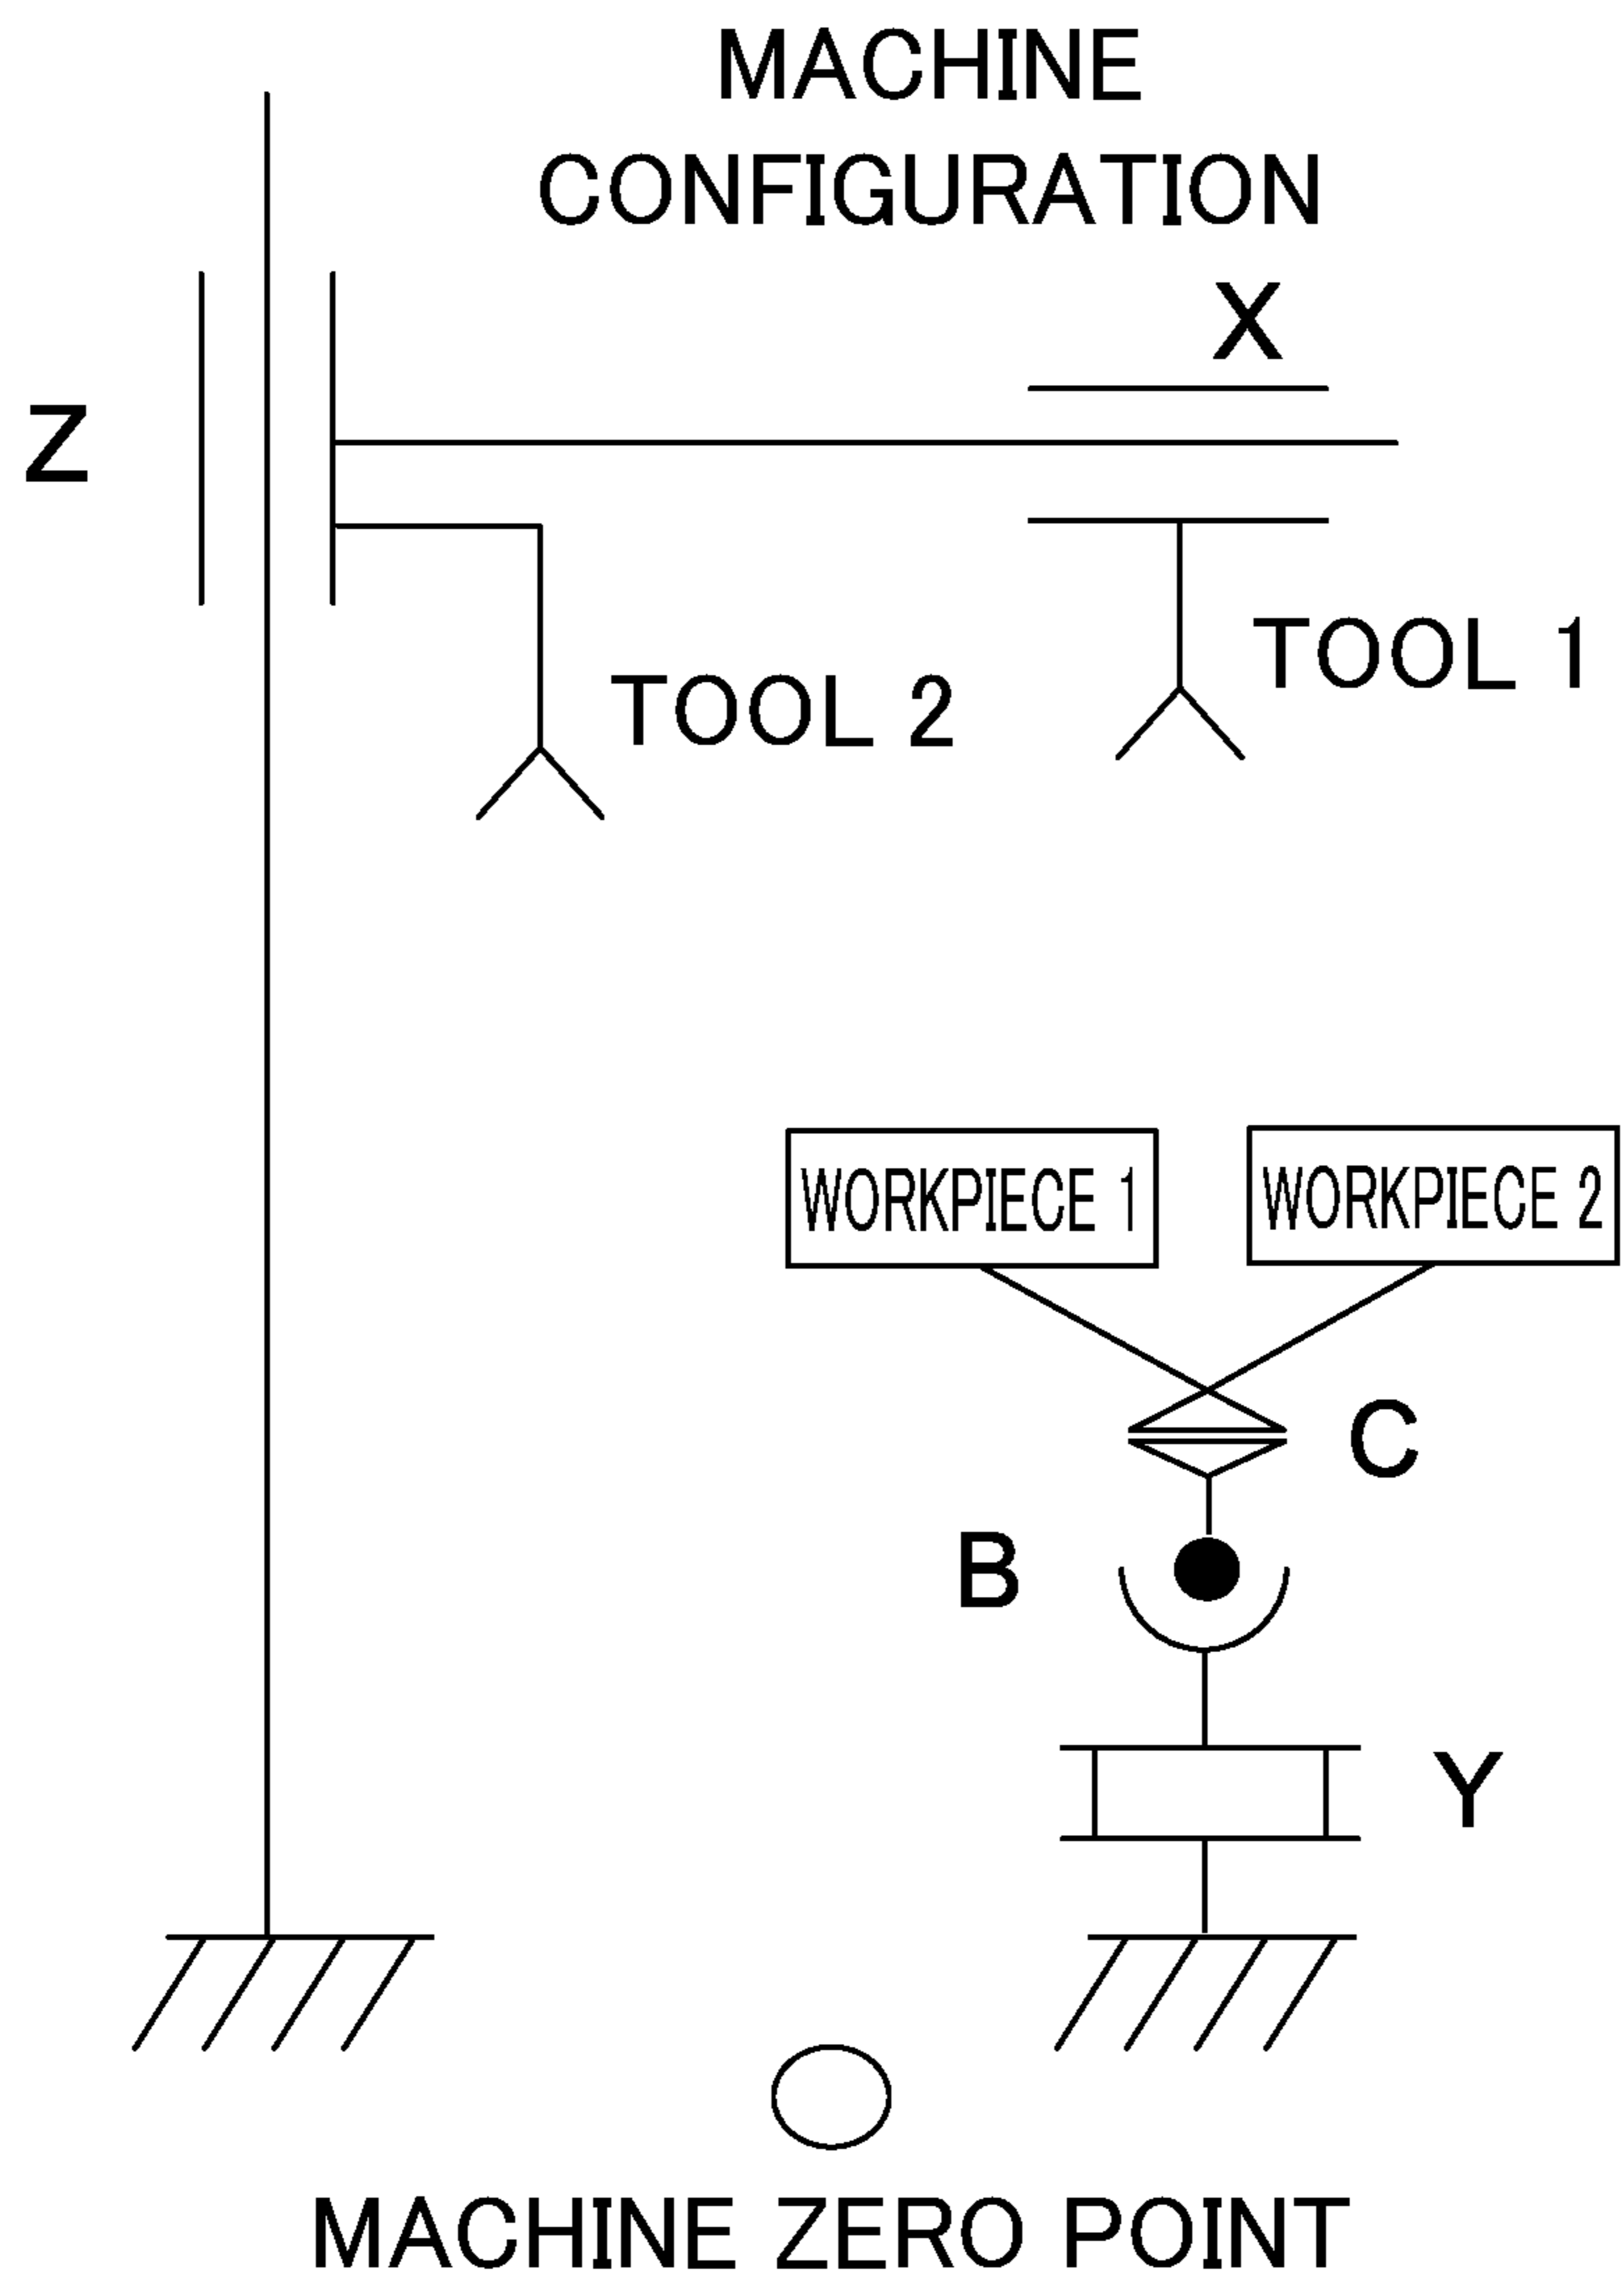 MACHINE
CONFIGURATION
X
Z
TOOL 1
TOOL 2
WORKPIECE 1
WORKPIECE 2
C
B
Y
MACHINE ZERO POINT